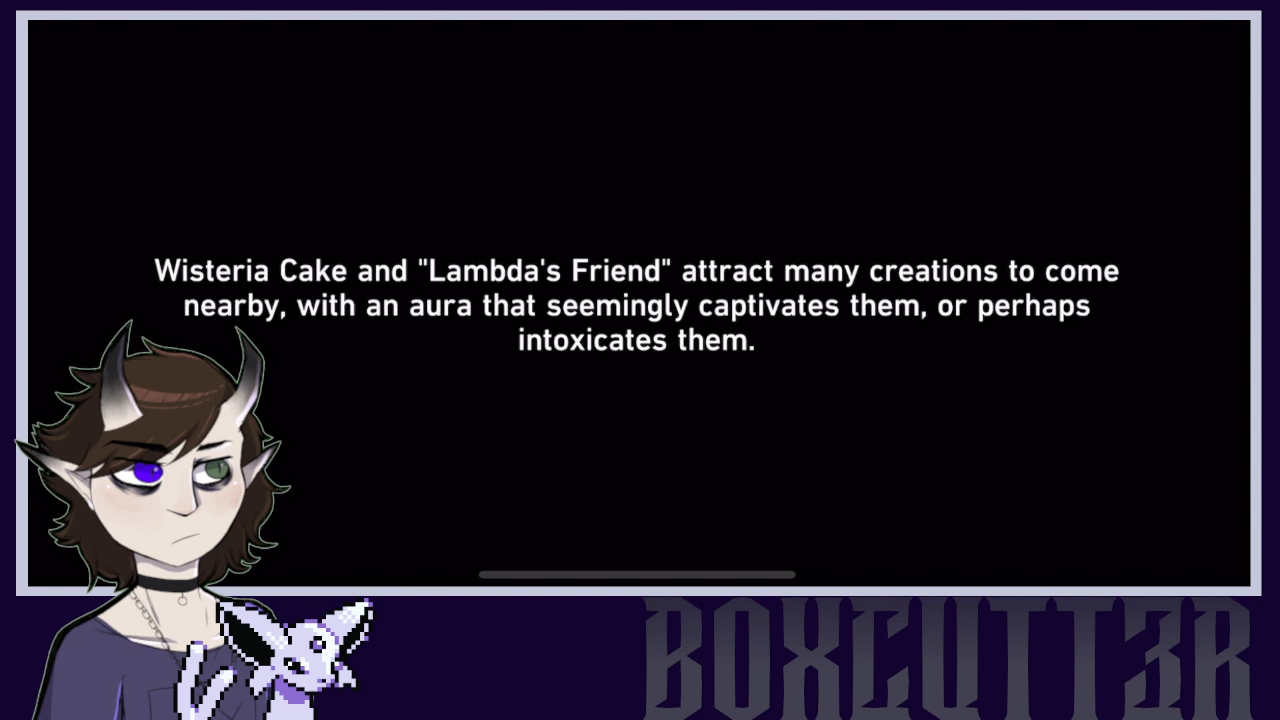 Wisteria Cake and "Lambda's Friend" attract many creations to come
nearby, with an aura that seemingly captivates them, or perhaps
intoxicates them.
BOXCUTT3R